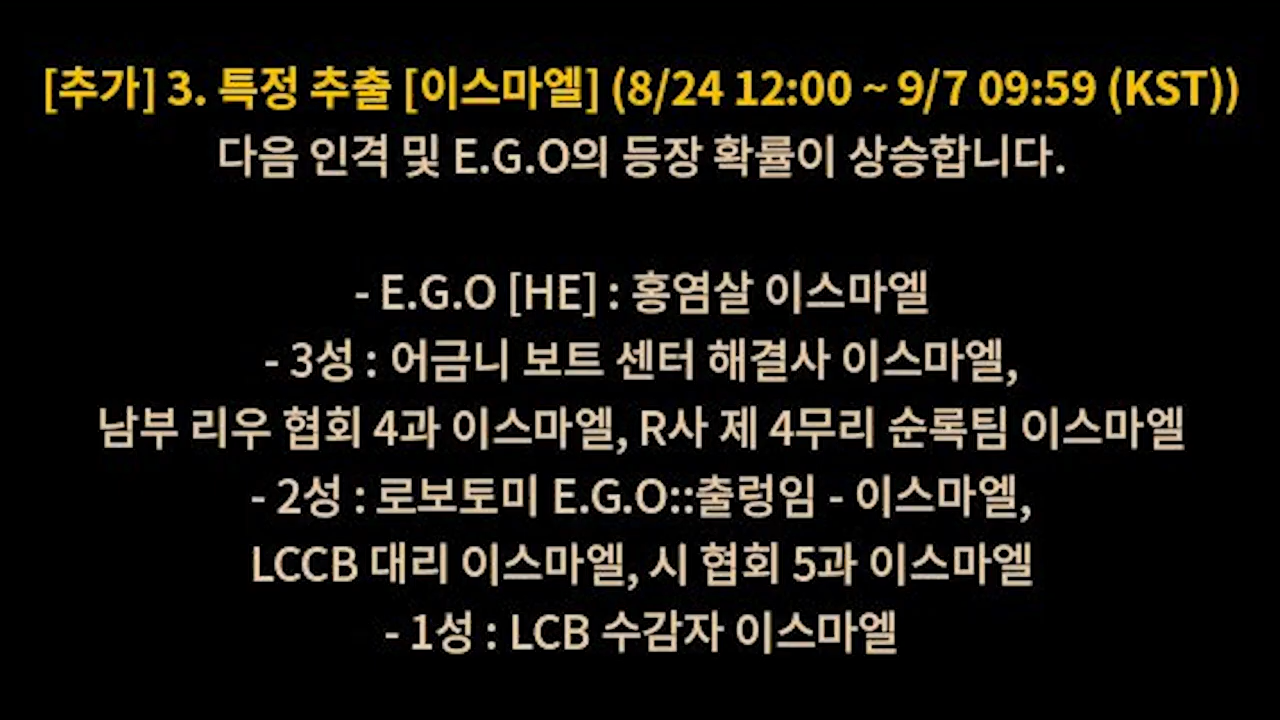 [추가] 3. 특정 추출 [이스마엘] (8/24 12:00 ~ 9/7 09:59 (KST))
다음 인격 및 E.G.O의 등장 확률이 상승합니다.
- E.G.O [HE] : 홍염살 이스마엘
- 3성 : 어금니 보트 센터 해결사 이스마엘,
남부 리우 협회 4과 이스마엘, R사 제 4무리 순록팀 이스마엘
- 2성 : 로보토미 E.G.O::출렁임 - 이스마엘,
LCCB 대리 이스마엘, 시 협회 5과 이스마엘
- 1성 : LCB 수감자 이스마엘